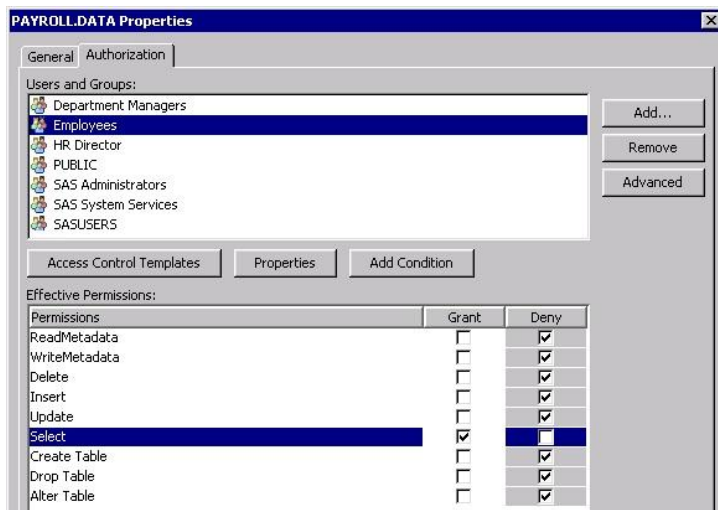 PAYROLL.DATA Properties
General Authorization
Users and Groups:
Department Managers
Employees
HR Director
PUBLIC
SAS Administrators
SAS System Services
SASUSERS
Add...
Remove
Advanced
Access Control Templates Properties Add Condition
Effective Permissions:
Permissions Grant Deny
ReadMetadata
WriteMetadata
Delete
Insert
Update
Select
Create Table
Drop Table
Alter Table